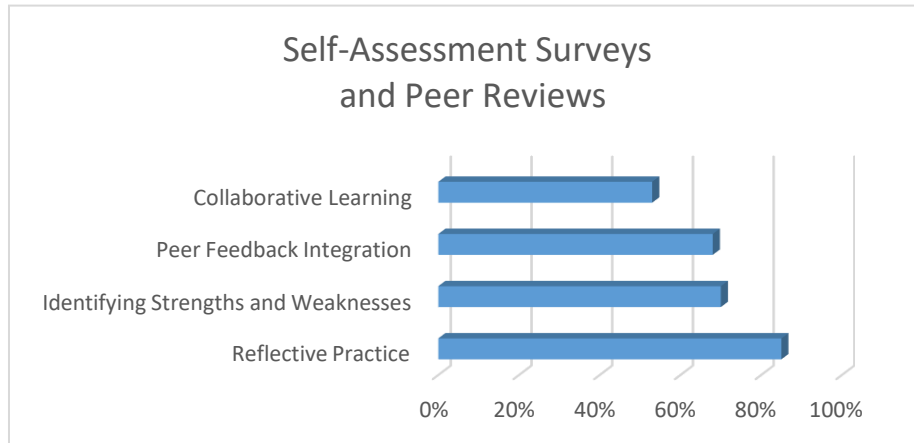 Self-Assessment Surveys
and Peer Reviews
Collaborative Learning
Peer Feedback Integration
Identifying Strengths and Weaknesses
Reflective Practice
0% 20% 40% 60% 80% 100%